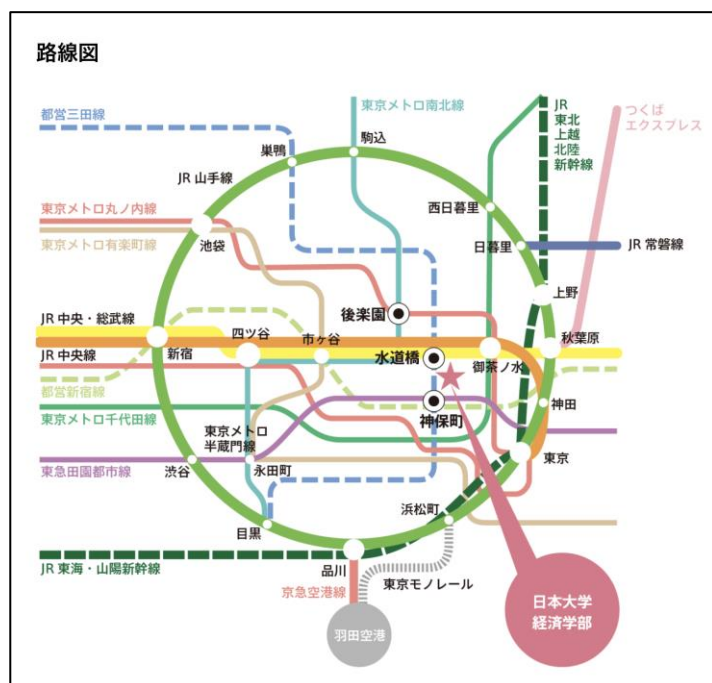 路線図
都営三田線
東京メトロ南北線
JR
東北
上越
北陸
新幹線
つくば
エクスプレス
巣鴨
駒込
JR 山手線
西日暮里
東京メトロ丸ノ内線
東京メトロ有楽町線
池袋
日暮里
JR 常磐線
上野
後楽園
JR 中央・総武線
四ツ谷
市ヶ谷
秋葉原
新宿
水道橋
御茶ノ水
JR 中央線
都営新宿線
神田
東京メトロ千代田線
神保町
東京メトロ
半蔵門線
東急田園都市線
渋谷
永田町
東京
浜松町
目黒
JR 東海・山陽新幹線
品川
東京モノレール
京急空港線
羽田空港
日本大学
経済学部